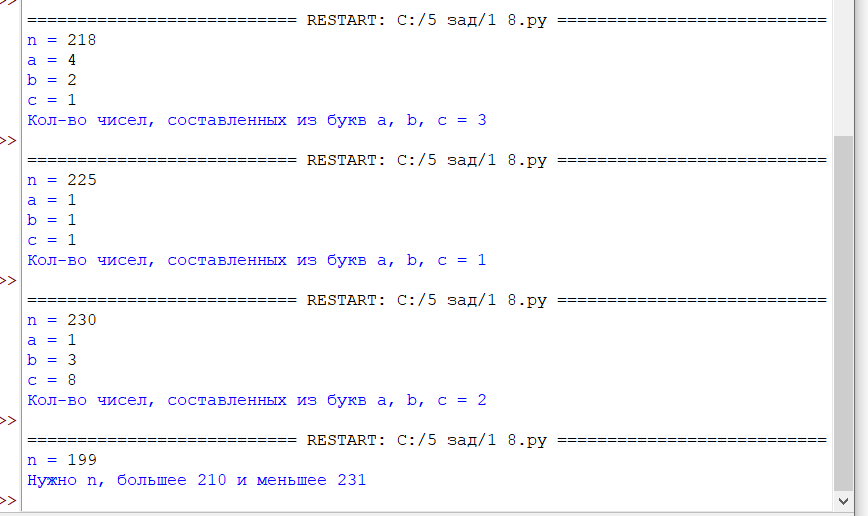 >>
=========================== RESTART: C:/5 зад/1 8.py ===========================
n = 218
a = 4
b = 2
c = 1
Кол-во чисел, составленных из букв a, b, c = 3
>>
=========================== RESTART: C:/5 зад/1 8.py ===========================
n = 225
a = 1
b = 1
c = 1
Кол-во чисел, составленных из букв a, b, c = 1
>>
=========================== RESTART: C:/5 зад/1 8.py ===========================
n = 230
a = 1
b = 3
c = 8
Кол-во чисел, составленных из букв a, b, c = 2
>>
=========================== RESTART: C:/5 зад/1 8.py ===========================
n = 199
Нужно n, большее 210 и меньшее 231
>>